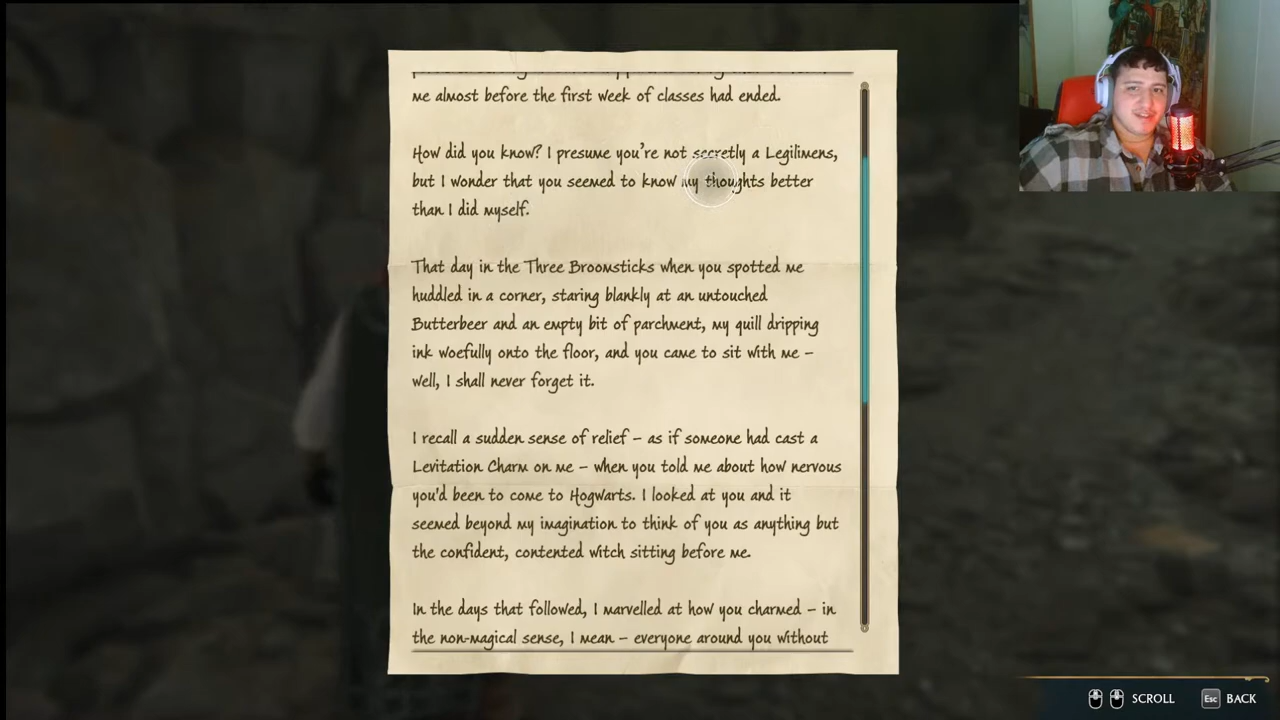 me almost before the first week of classes had ended.
How did you know? I presume you're not secretly a Legilimens,
but I wonder that you seemed to know my thoughts better
than I did myself.
That day in the Three Broomsticks when you spotted me
huddled in a corner, staring blankly at an untouched
Butterbeer and an empty bit of parchment, my quill dripping
ink woefully onto the floor, and you came to sit with me –
well, I shall never forget it.
I recall a sudden sense of relief – as if someone had cast a
Levitation Charm on me – when you told me about how nervous
you'd been to come to Hogwarts. I looked at you and it
seemed beyond my imagination to think of you as anything but
the confident, contented witch sitting before me.
In the days that followed, I marvelled at how you charmed – in
the non-magical sense, I mean – everyone around you without
SCROLL
Esc BACK